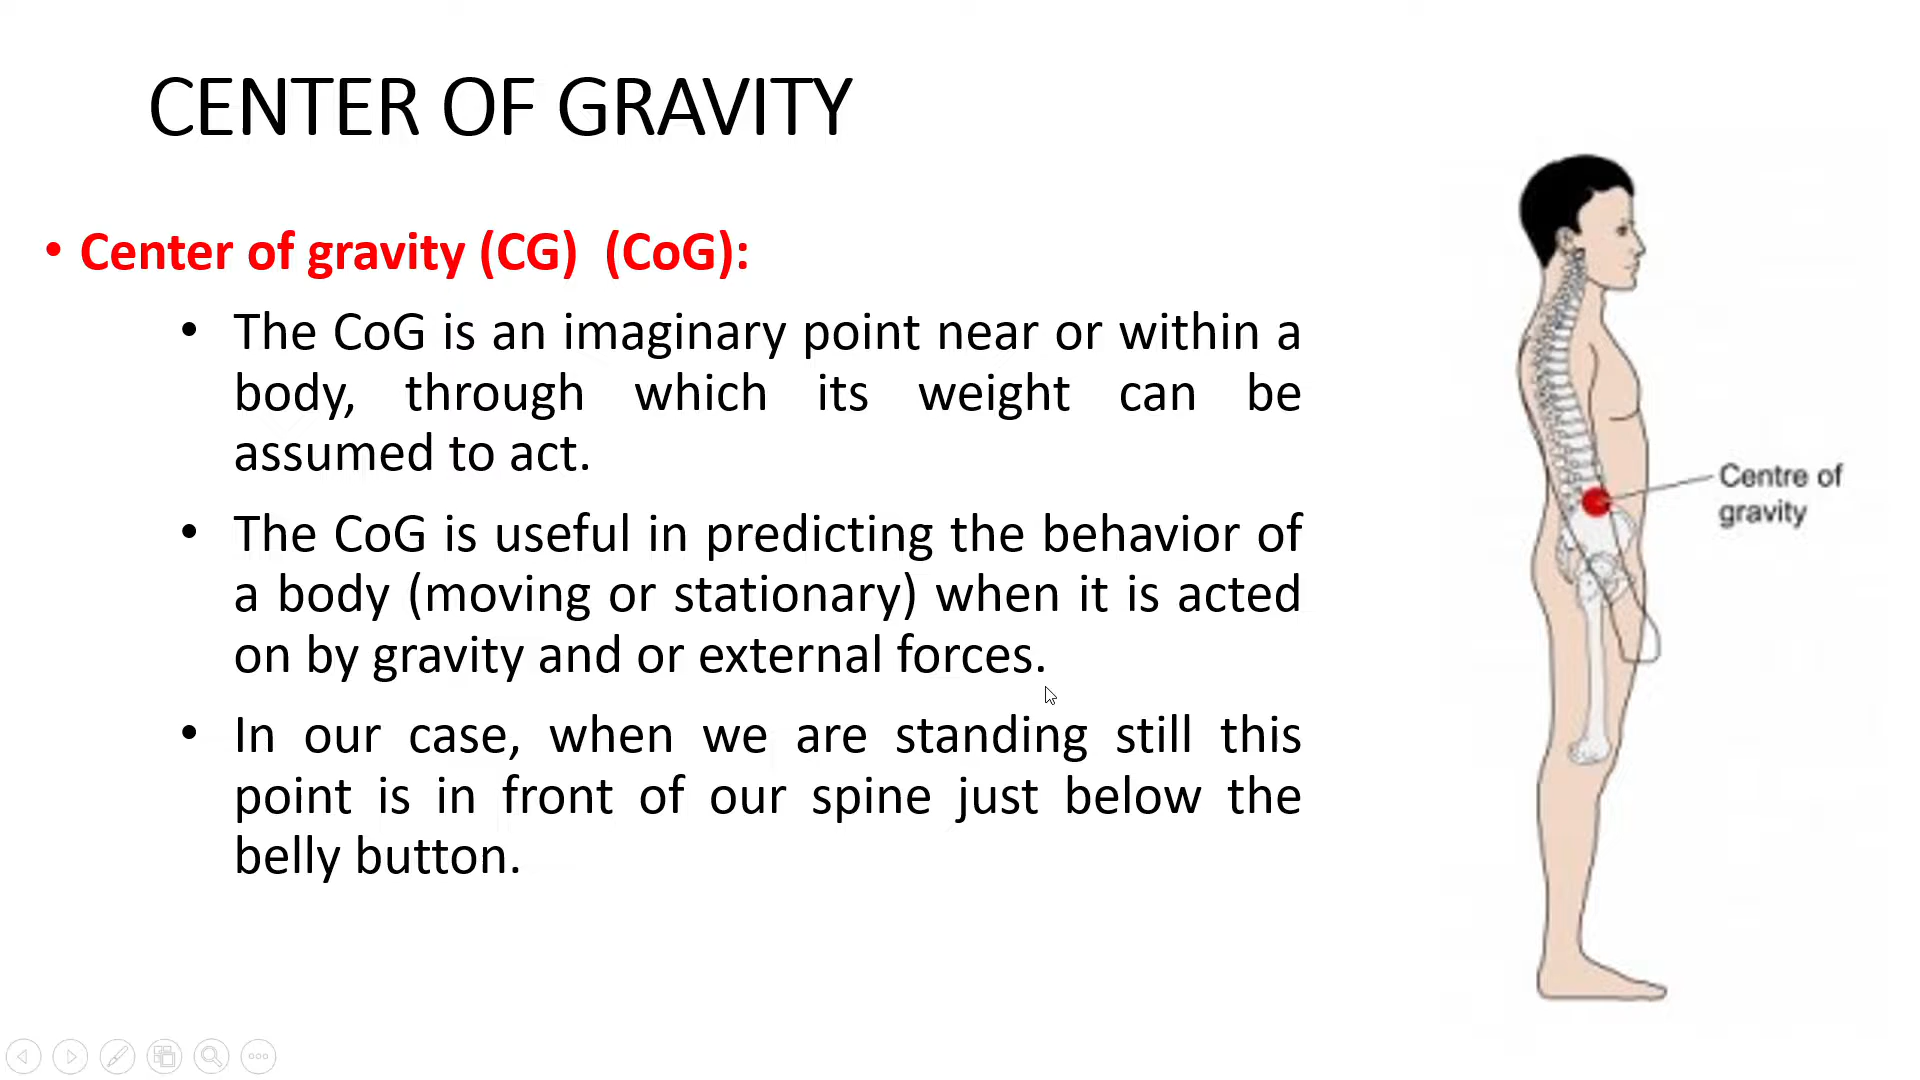 CENTER OF GRAVITY
• Center of gravity (CG) (CoG):
• The CoG is an imaginary point near or within a
body, through which its weight can be
assumed to act.
• The CoG is useful in predicting the behavior of
a body (moving or stationary) when it is acted
on by gravity and or external forces.
• In our case, when we are standing still this
point is in front of our spine just below the
belly button.
Centre of
gravity